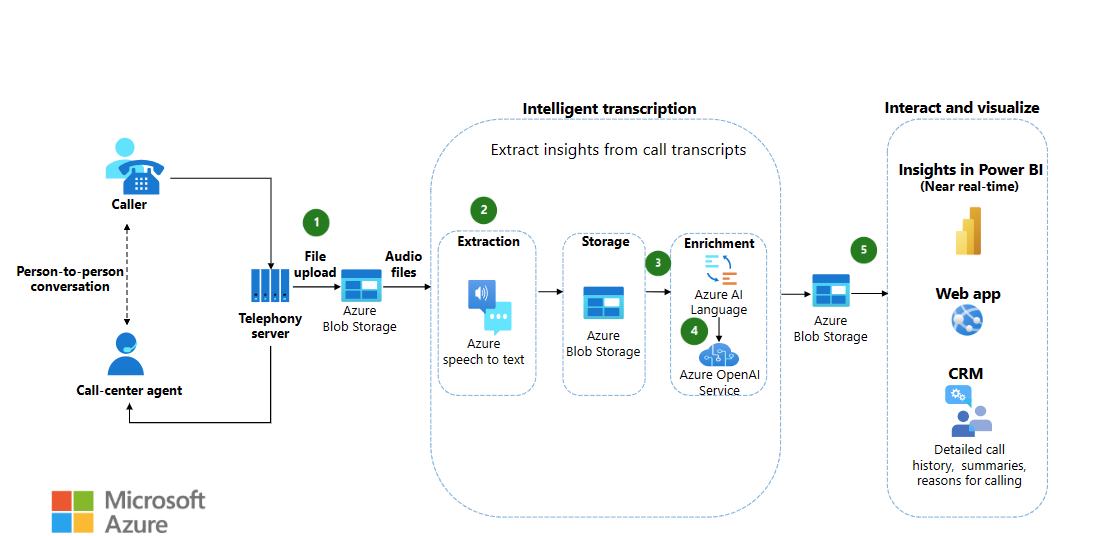 Intelligent transcription
Interact and visualize
Extract insights from call transcripts
Caller
Person-to-person
conversation
Call-center agent
Telephony
server
1
File
upload
Azure
Blob Storage
Audio
files
2
Extraction
Azure
speech to text
Storage
Azure
Blob Storage
3
Enrichment
Azure AI
Language
4
Azure OpenAI
Service
Azure
Blob Storage
5
Insights in Power BI
(Near real-time)
Web app
CRM
Detailed call
history, summaries,
reasons for calling
Microsoft
Azure